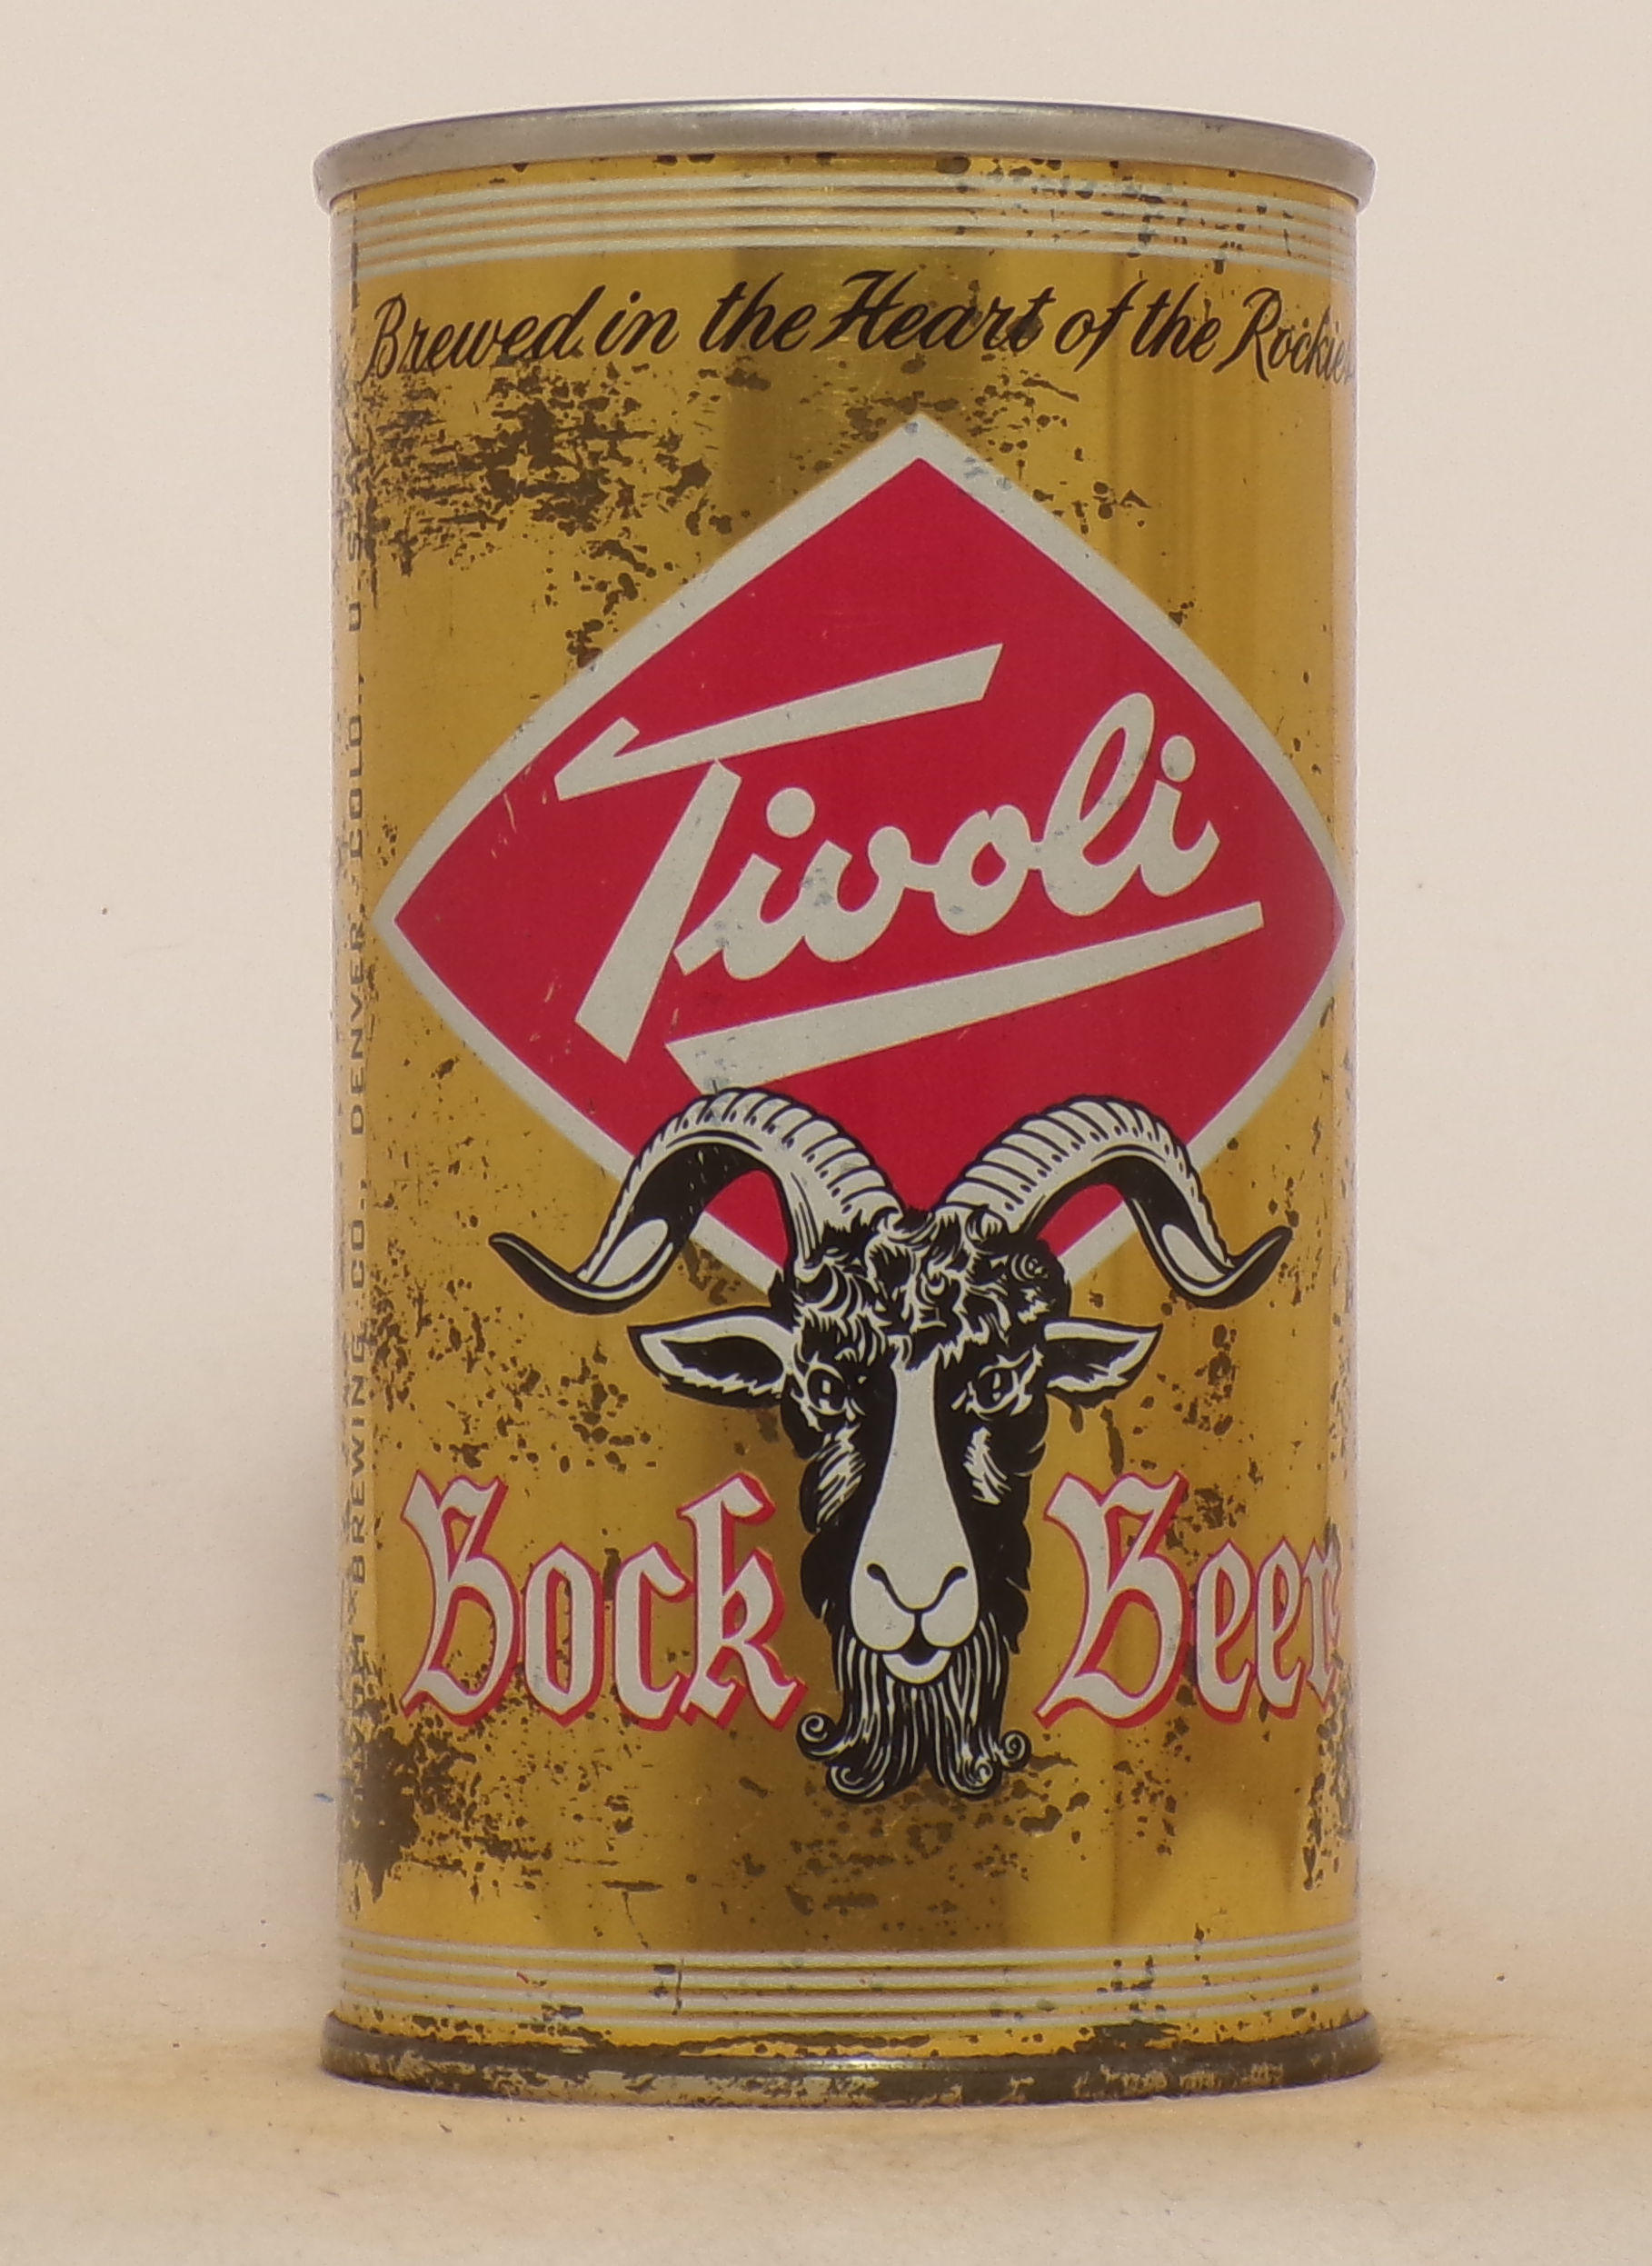 Brewed in the Heart of the Rockies
Tivoli
Bock Beer
BREWING CO., DENVER, COLO., U.S.